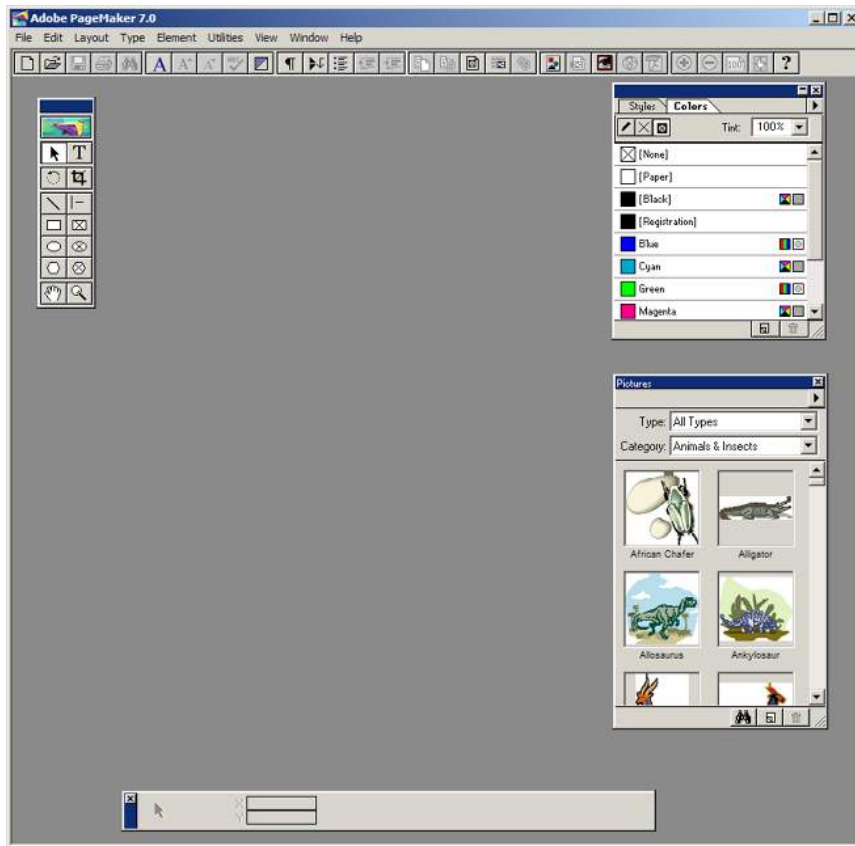 Adobe PageMaker 7.0
File Edit Layout Type Element Utilities View Window Help
Styles Colors
Tint: 100%
[None]
[Paper]
[Black]
[Registration]
Blue
Cyan
Green
Magenta
Pictures
Type: All Types
Category: Animals & Insects
African Chafer Alligator
Allosaurus Ankylosaur
X
Y